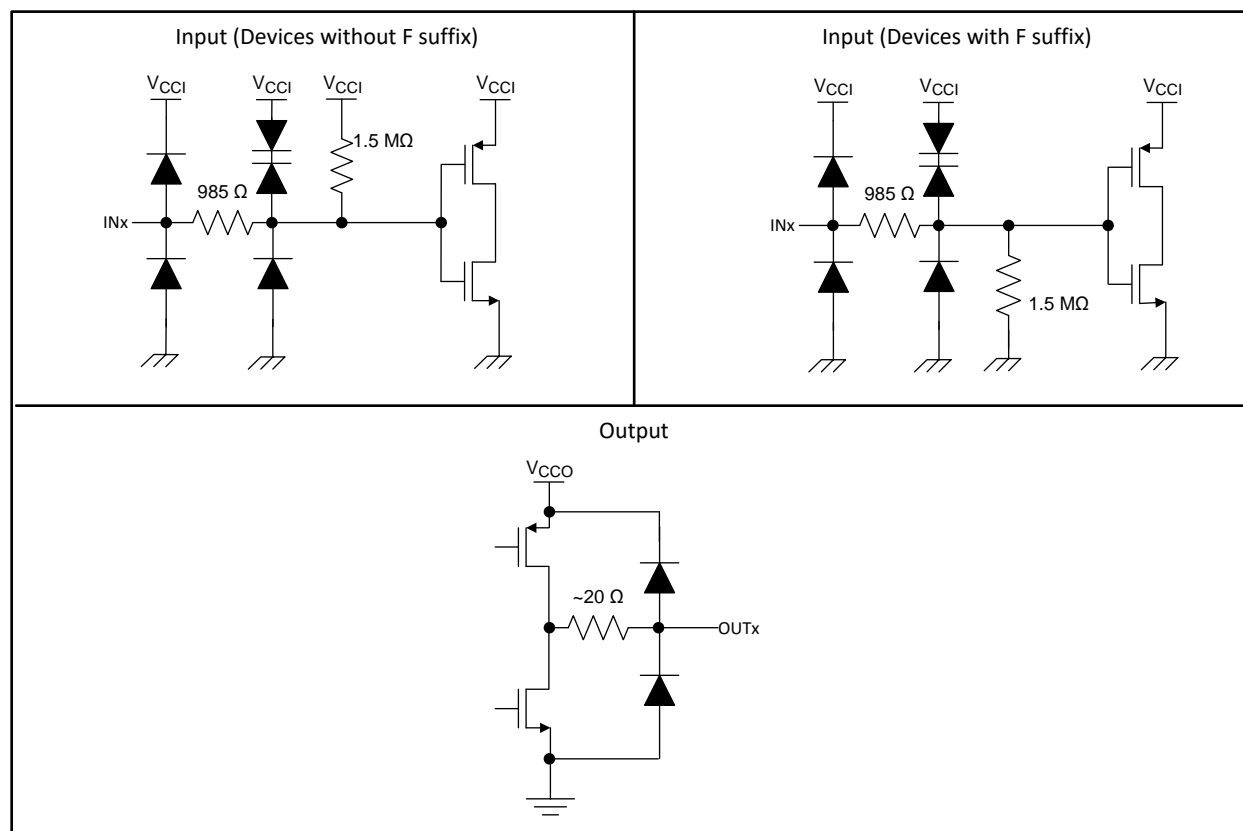 Input (Devices without F suffix)
VCCI VCCI VCCI VCCI
1.5 MΩ
985 Ω
INx
Input (Devices with F suffix)
VCCI VCCI VCCI
985 Ω
INx
1.5 MΩ
Output
VCCO
~20 Ω
OUTx